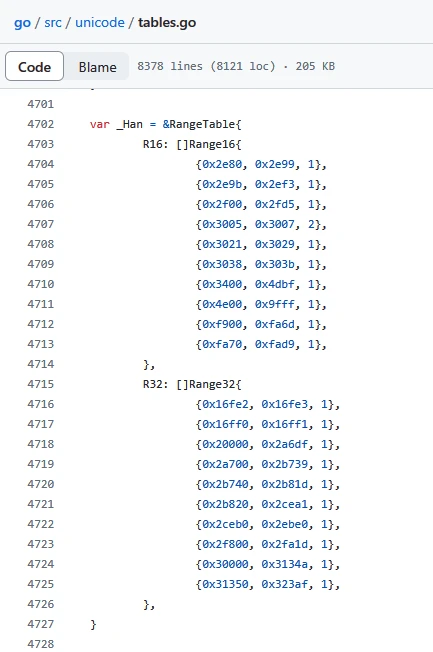 go / src / unicode / tables.go
Code Blame 8378 lines (8121 loc) · 205 KB
4701
4702 var _Han = &RangeTable{
4703 R16: []Range16{
4704 {0x2e80, 0x2e99, 1},
4705 {0x2e9b, 0x2ef3, 1},
4706 {0x2f00, 0x2fd5, 1},
4707 {0x3005, 0x3007, 2},
4708 {0x3021, 0x3029, 1},
4709 {0x3038, 0x303b, 1},
4710 {0x3400, 0x4dbf, 1},
4711 {0x4e00, 0x9fff, 1},
4712 {0xf900, 0xfa6d, 1},
4713 {0xfa70, 0xfad9, 1},
4714 },
4715 R32: []Range32{
4716 {0x16fe2, 0x16fe3, 1},
4717 {0x16ff0, 0x16ff1, 1},
4718 {0x20000, 0x2a6df, 1},
4719 {0x2a700, 0x2b739, 1},
4720 {0x2b740, 0x2b81d, 1},
4721 {0x2b820, 0x2cea1, 1},
4722 {0x2ceb0, 0x2ebe0, 1},
4723 {0x2f800, 0x2fa1d, 1},
4724 {0x30000, 0x3134a, 1},
4725 {0x31350, 0x323af, 1},
4726 },
4727 }
4728